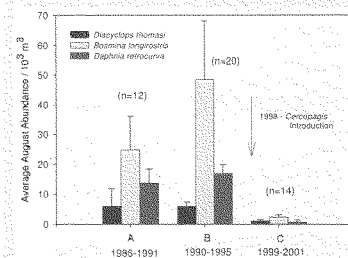 70
60
50
40
30
20
10
0
Average August Abundance / 10³ m³
Diacyclops thomasi
Bosmina longirostris
Daphnia retrocurva
(n=12)
(n=20)
(n=14)
1998 - Cercopagis
Introduction
A
B
C
1986-1991
1990-1995
1999-2001